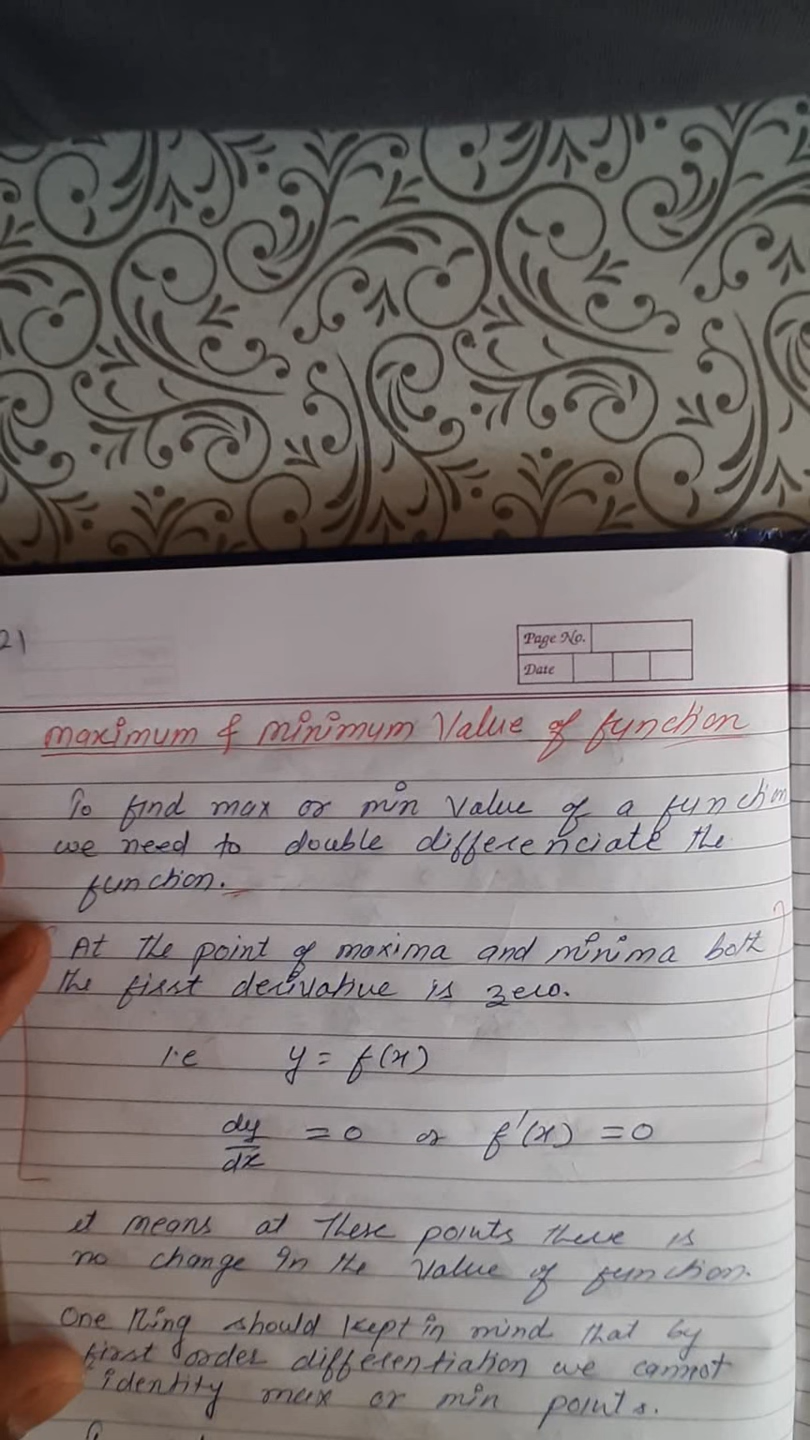 21
Page No.
Date
maximum & minimum Value of function
To find max or min value of a function
we need to double differenciate the
function.
At the point of maxima and minima both
the first derivative is zero.
i.e y = f(x)
dy/dx = 0 or f'(x) = 0
it means at these points there is
no change in the value of function.
One thing should kept in mind that by
first order differentiation we cannot
identity max or min points.